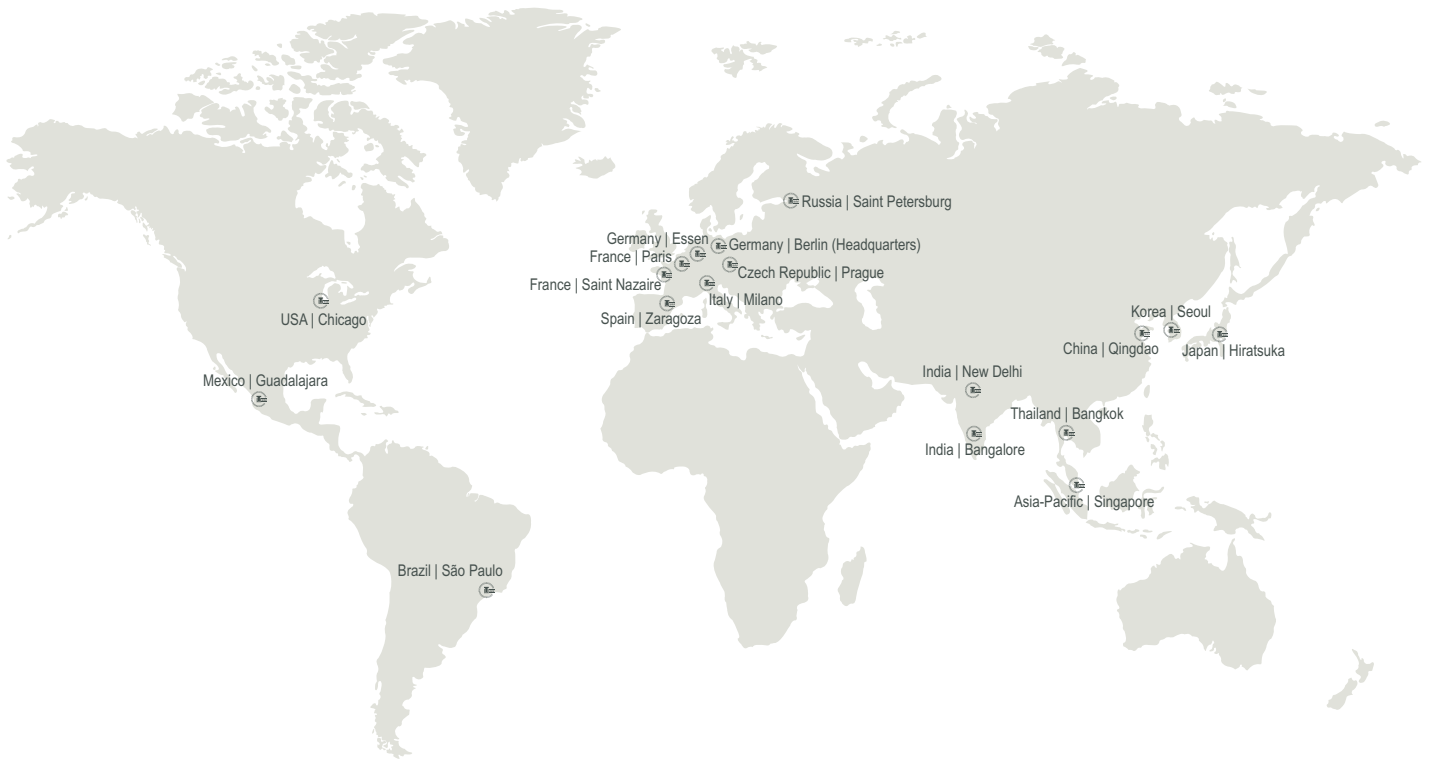 Russia | Saint Petersburg
Germany | Essen
Germany | Berlin (Headquarters)
France | Paris
Czech Republic | Prague
France | Saint Nazaire
Italy | Milano
Spain | Zaragoza
USA | Chicago
Korea | Seoul
China | Qingdao
Japan | Hiratsuka
Mexico | Guadalajara
India | New Delhi
Thailand | Bangkok
India | Bangalore
Asia-Pacific | Singapore
Brazil | São Paulo